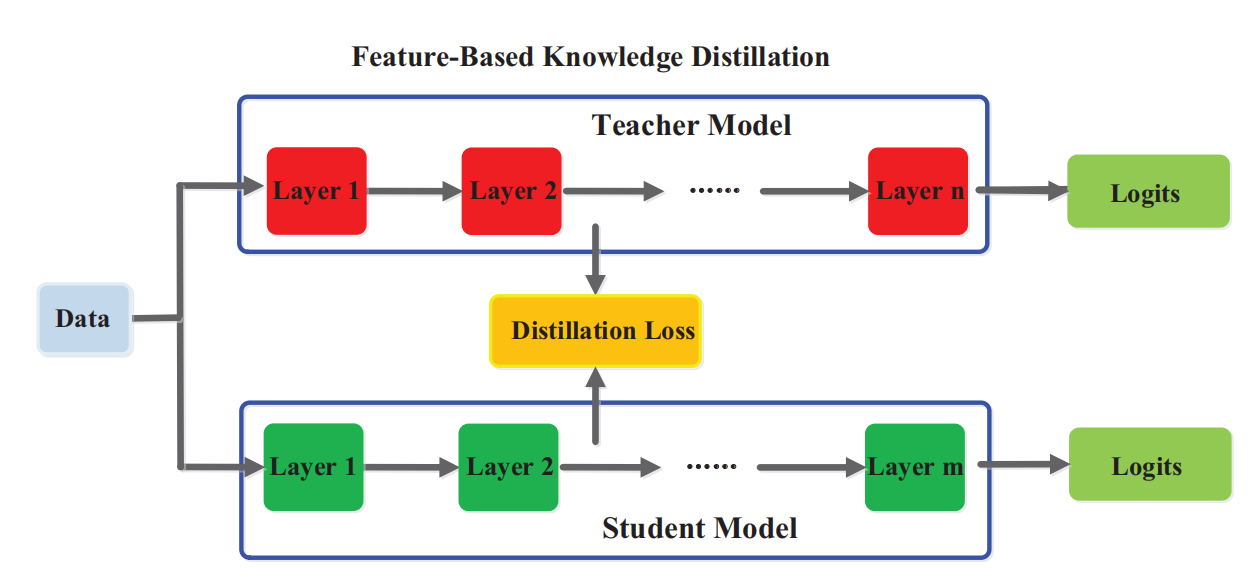 Feature-Based Knowledge Distillation
Teacher Model
Layer 1
Layer 2
......
Layer n
Logits
Data
Distillation Loss
Layer 1
Layer 2
......
Layer m
Logits
Student Model